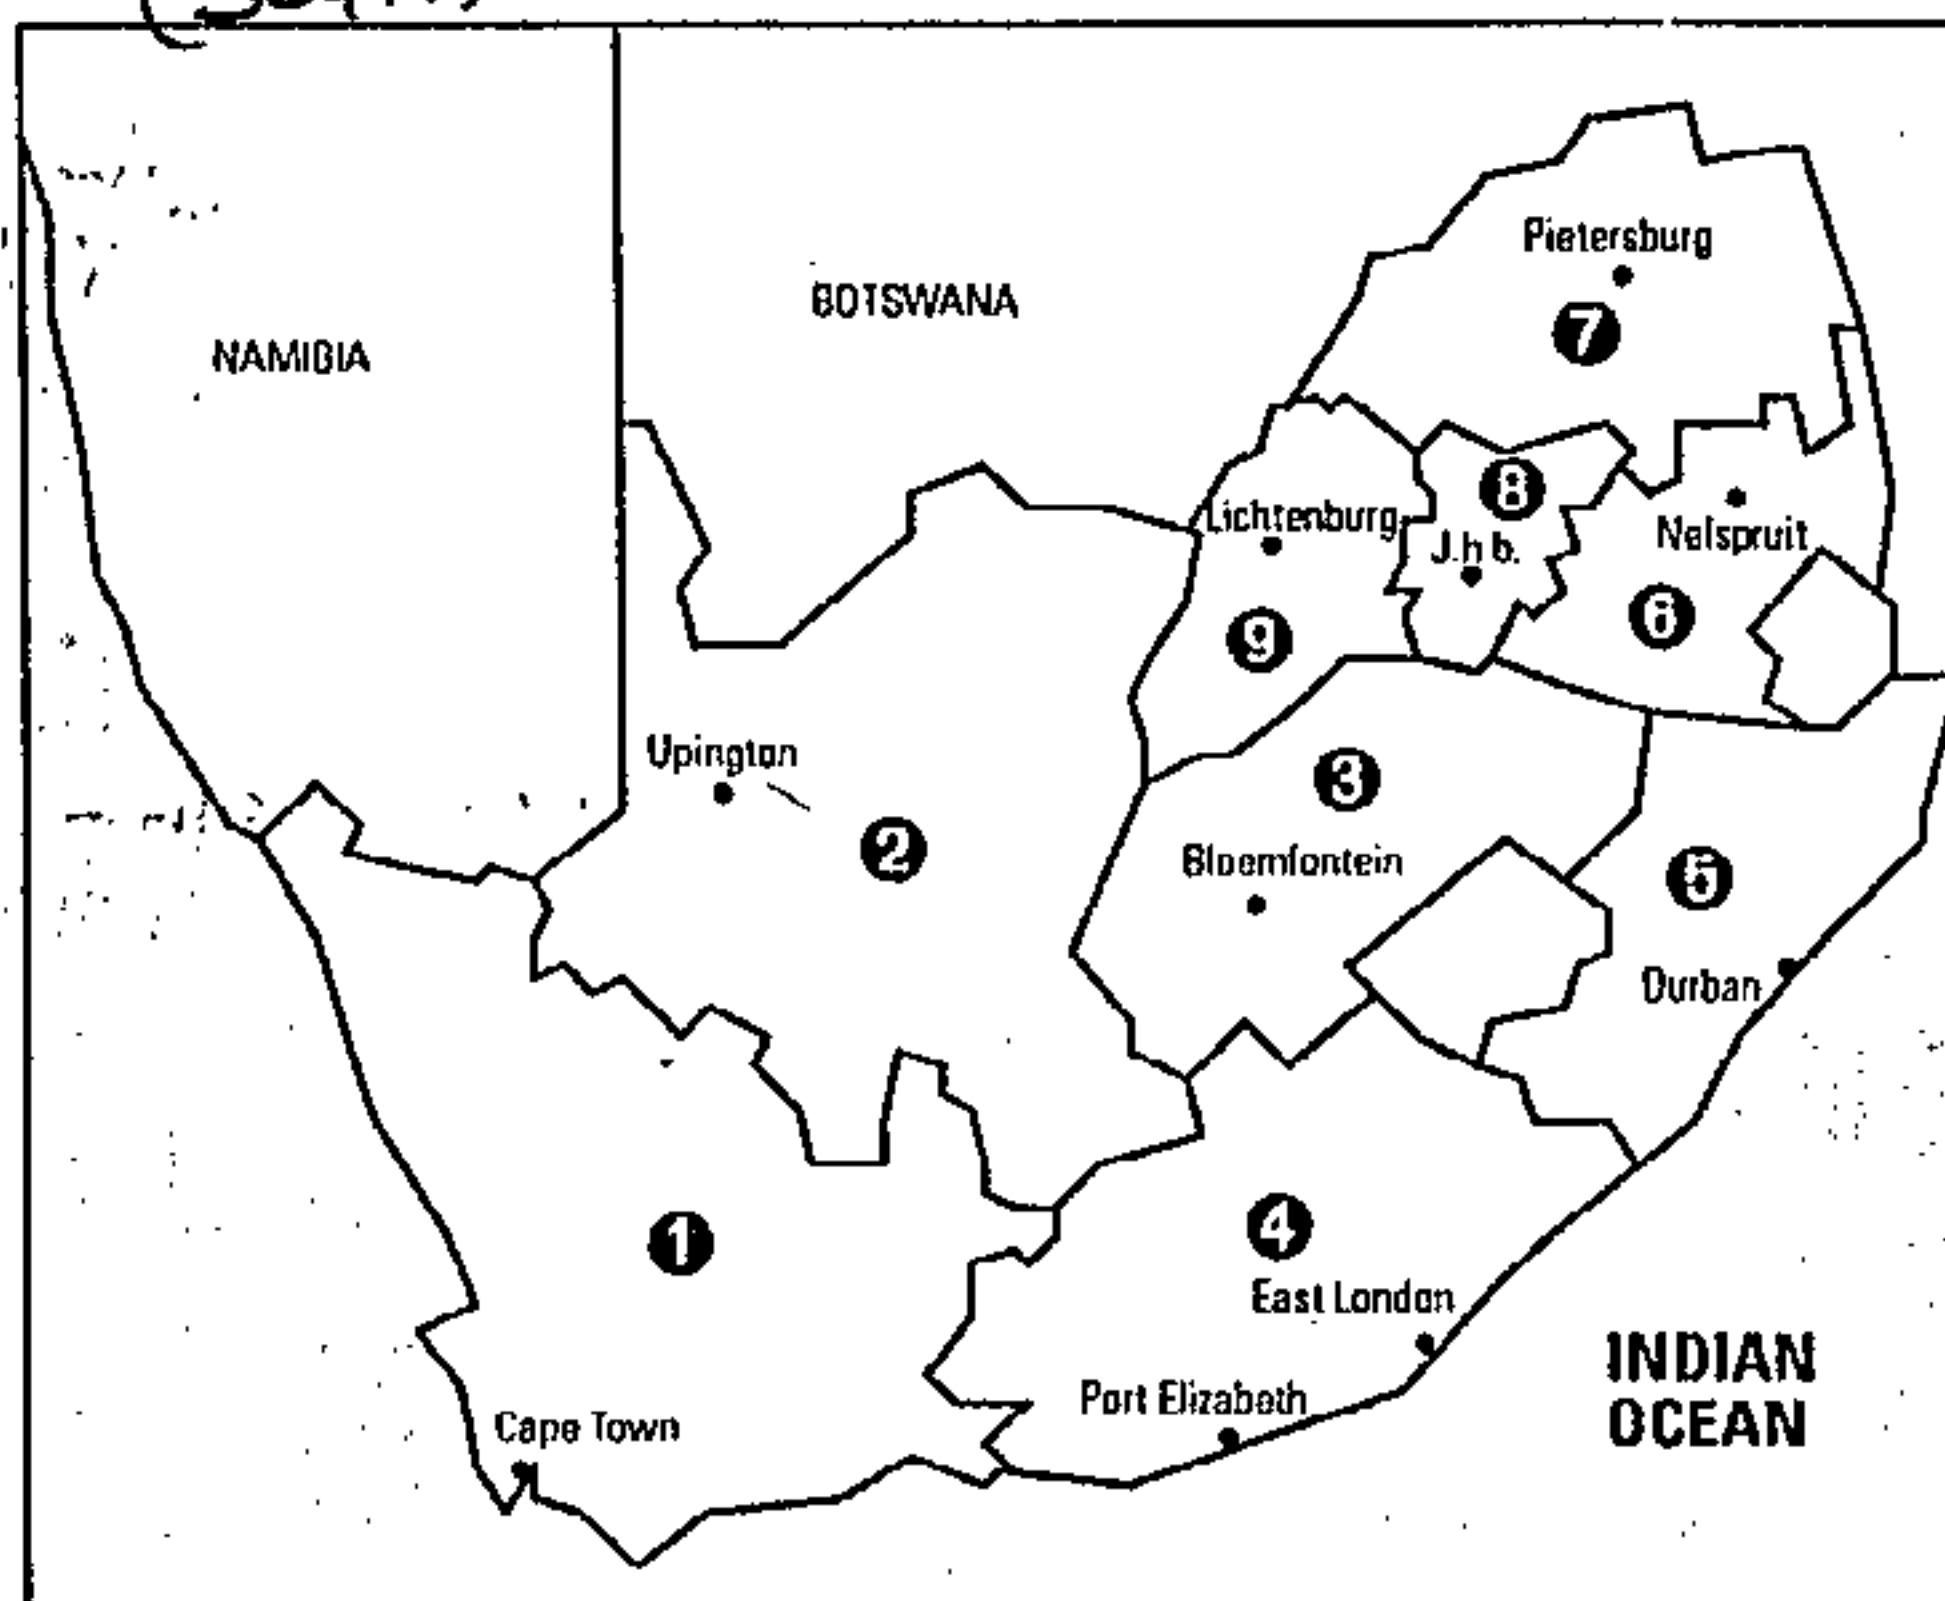 Pietersburg
7
BOTSWANA
NAMIBIA
8
Lichtenburg
J.h b.
Nelspruit
9
6
Upington
3
2
Bloemfontein
5
Durban
1
4
East London
INDIAN
OCEAN
Port Elizabeth
Cape Town